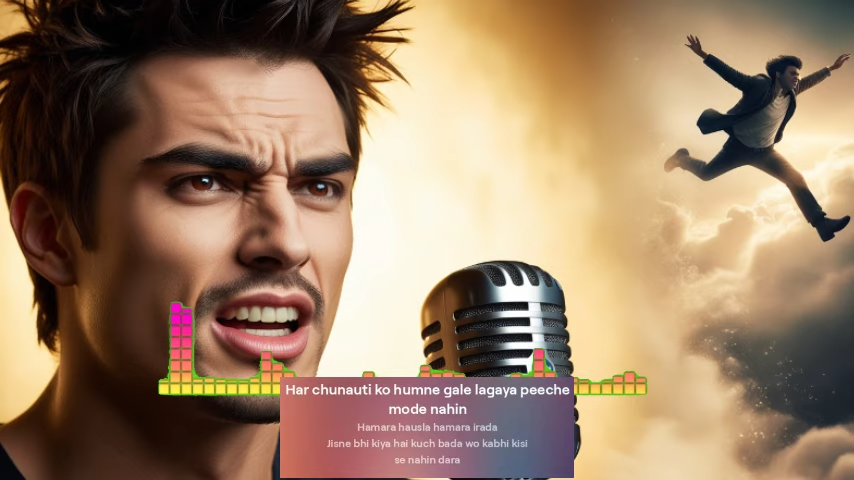 Har chunauti ko humne gale lagaya peeche
mode nahin
Hamara hausla hamara irada
Jisne bhi kiya hai kuch bada wo kabhi kisi
se nahin dara